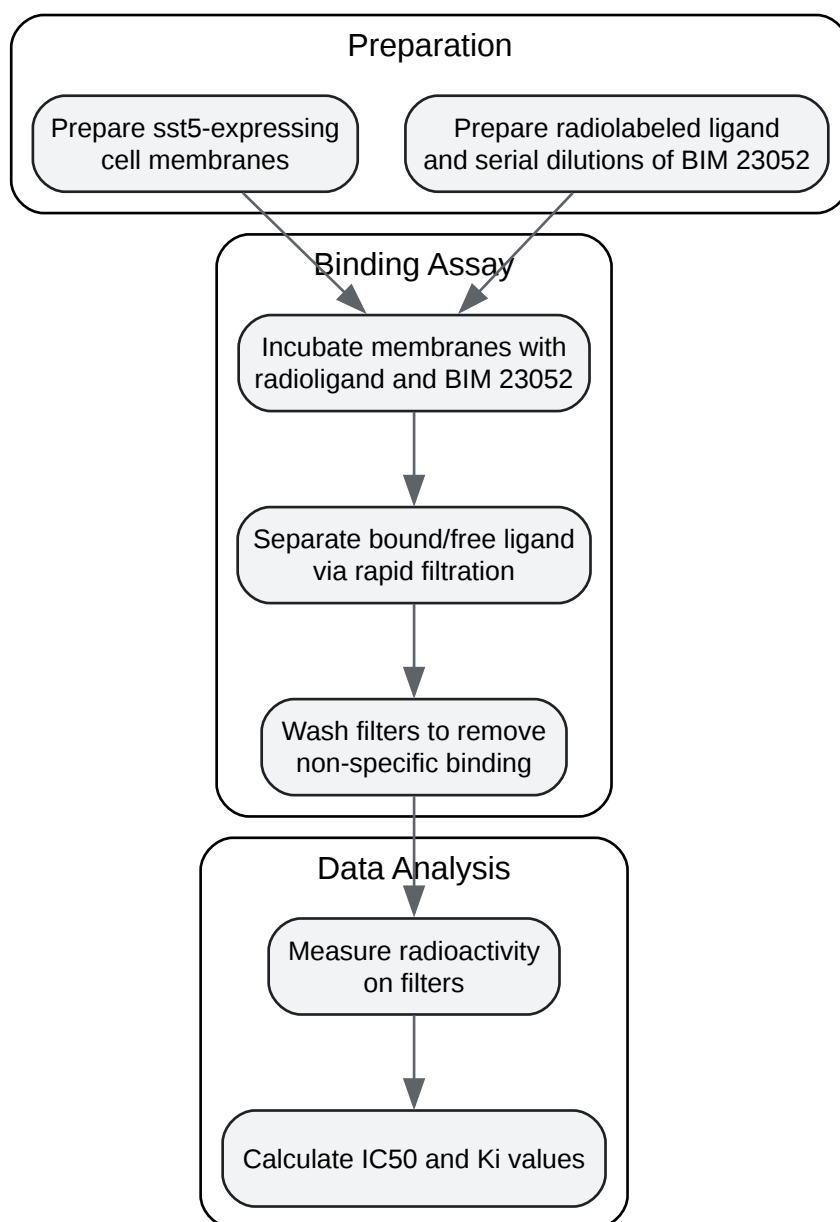 Preparation
Prepare sst5-expressing
cell membranes
Prepare radiolabeled ligand
and serial dilutions of BIM 23052
Binding Assay
Incubate membranes with
radioligand and BIM 23052
Separate bound/free ligand
via rapid filtration
Wash filters to remove
non-specific binding
Data Analysis
Measure radioactivity
on filters
Calculate IC50 and Ki values